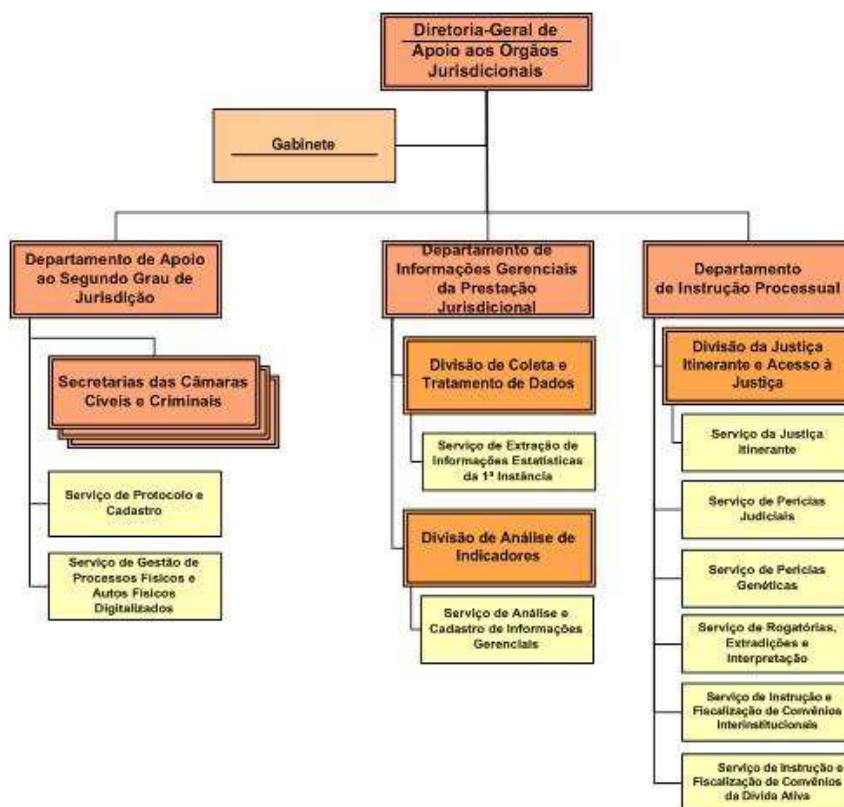 Diretoria-Geral de
Apoio aos Órgãos
Jurisdicionais
Gabinete
Departamento de Apoio
ao Segundo Grau de
Jurisdição
Secretarias das Câmaras
Cíveis e Criminais
Serviço de Protocolo e
Cadastro
Serviço de Gestão de
Processos Físicos e
Autos Físicos
Digitalizados
Departamento de
Informações Gerenciais
da Prestação
Jurisdicional
Divisão de Coleta e
Tratamento de Dados
Serviço de Extração de
Informações Estatísticas
da 1ª Instância
Divisão de Análise de
Indicadores
Serviço de Análise e
Cadastro de Informações
Gerenciais
Departamento
de Instrução Processual
Divisão da Justiça
Itinerante e Acesso à
Justiça
Serviço da Justiça
Itinerante
Serviço de Perícias
Judiciais
Serviço de Perícias
Genéticas
Serviço de Rogatórias,
Extradições e
Interpretação
Serviço de Instrução e
Fiscalização de Convênios
Interinstitucionais
Serviço de Instrução e
Fiscalização de Convênios
da Dívida Ativa